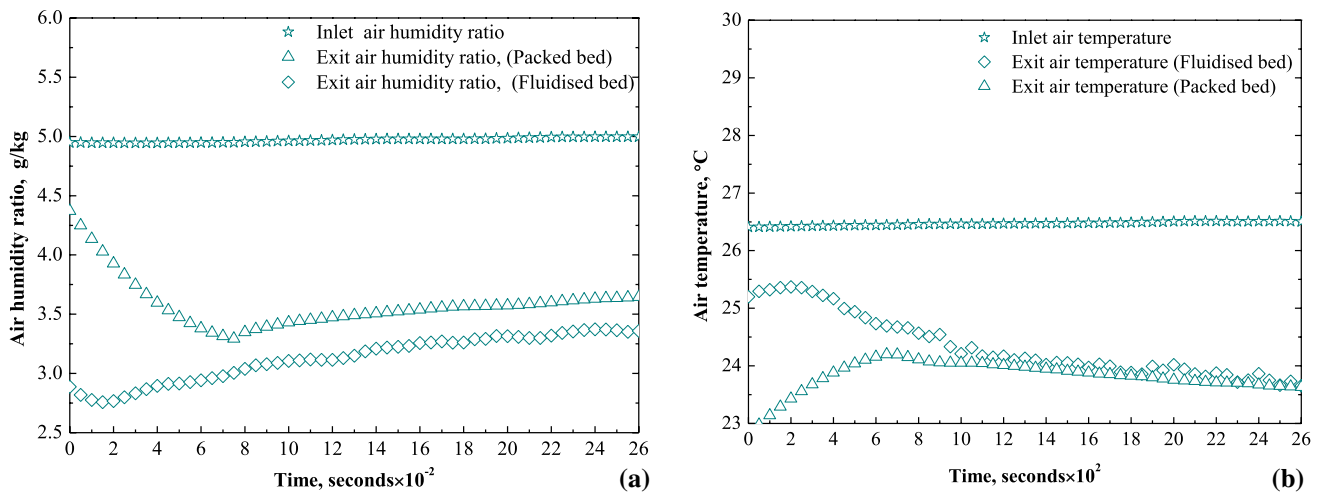 6.0
5.5
5.0
4.5
4.0
3.5
3.0
2.5
Air humidity ratio, g/kg
Inlet air humidity ratio
Exit air humidity ratio, (Packed bed)
Exit air humidity ratio, (Fluidised bed)
0 2 4 6 8 10 12 14 16 18 20 22 24 26
Time, seconds×10-2
(a)
30
29
28
27
26
25
24
23
Air temperature, °C
Inlet air temperature
Exit air temperature (Fluidised bed)
Exit air temperature (Packed bed)
0 2 4 6 8 10 12 14 16 18 20 22 24 26
Time, seconds×10²
(b)